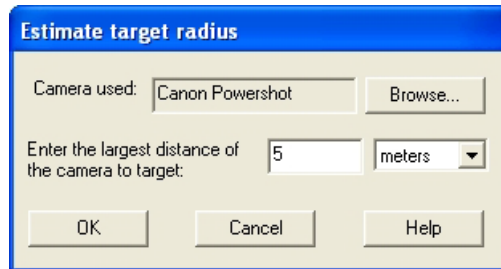 Estimate target radius
Camera used: Canon Powershot Browse...
Enter the largest distance of
the camera to target: 5 meters
OK Cancel Help